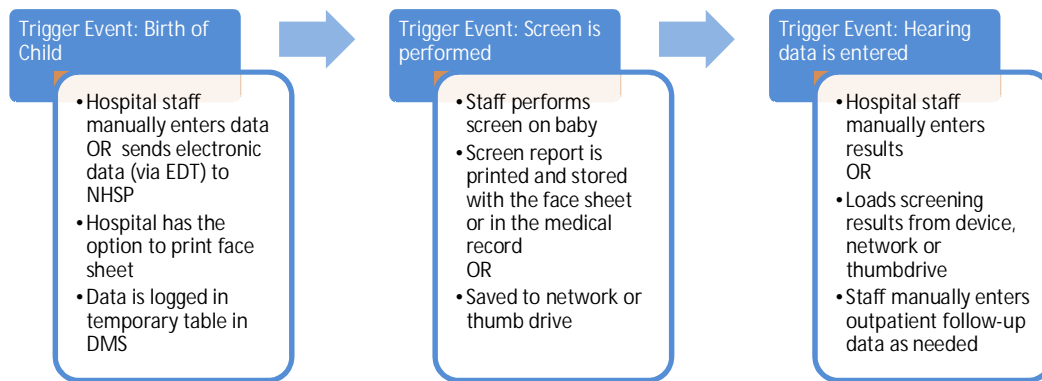 Trigger Event: Birth of
Child
• Hospital staff
manually enters data
OR sends electronic
data (via EDT) to
NHSP
• Hospital has the
option to print face
sheet
• Data is logged in
temporary table in
DMS
Trigger Event: Screen is
performed
• Staff performs
screen on baby
• Screen report is
printed and stored
with the face sheet
or in the medical
record
OR
• Saved to network or
thumb drive
Trigger Event: Hearing
data is entered
• Hospital staff
manually enters
results
OR
• Loads screening
results from device,
network or
thumbdrive
• Staff manually enters
outpatient follow-up
data as needed